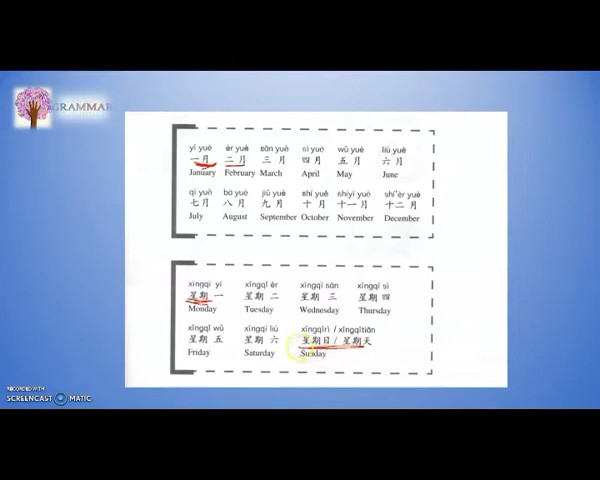 GRAMMAR
yī yuè èr yuè sān yuè sì yuè wǔ yuè liù yuè
一月 二月 三月 四月 五月 六月
January February March April May June
qī yuè bā yuè jiǔ yuè shí yuè shíyī yuè shí'èr yuè
七月 八月 九月 十月 十一月 十二月
July August September October November December
xīngqī yī xīngqī èr xīngqī sān xīngqī sì
星期 一 星期 二 星期 三 星期 四
Monday Tuesday Wednesday Thursday
xīngqī wǔ xīngqī liù xīngqīrì / xīngqītiān
星期 五 星期 六 星期日 / 星期天
Friday Saturday Sunday
RECORDED WITH
SCREENCAST MATIC